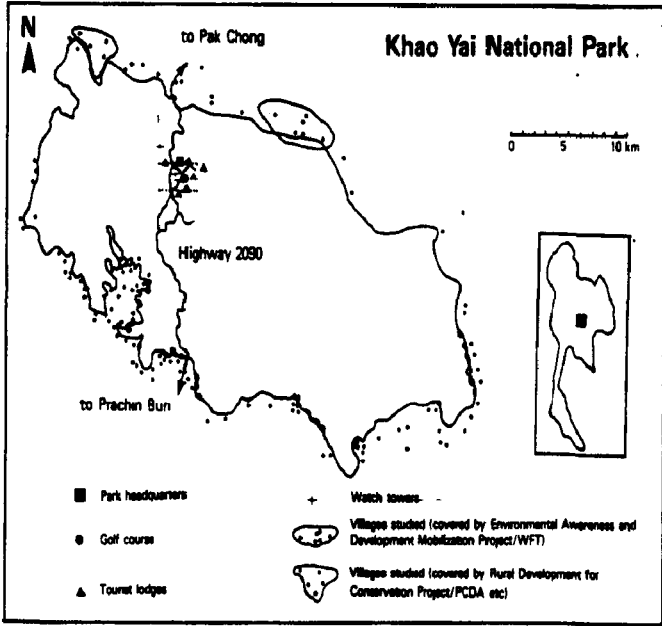 N
to Pak Chong
Khao Yai National Park
0 5 10 km
Highway 2090
to Prachin Buri
Park headquarters
Golf course
Tourist lodges
Watch towers
Villages studied (covered by Environmental Awareness and
Development Mobilization Project/WFT)
Villages studied (covered by Rural Development for
Conservation Project/PCDA etc)